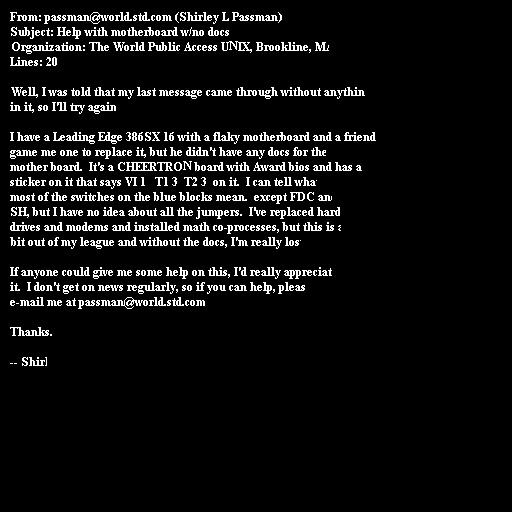 From: passman@world.std.com (Shirley L Passman)
Subject: Help with motherboard w/no docs
Organization: The World Public Access UNIX, Brookline,
Lines: 20
Well, I was told that my last message came through without anythin
in it, so I'll try again
I have a Leading Edge 386SX 16 with a flaky motherboard and a friend
game me one to replace it, but he didn't have any docs for the
mother board. It's a CHEERTRON board with Award bios and has a
sticker on it that says VI 1 T1 3 T2 3 on it. I can tell wha
most of the switches on the blue blocks mean. except FDC an
SH, but I have no idea about all the jumpers. I've replaced hard
drives and modems and installed math co-processes, but this is a
bit out of my league and without the docs, I'm really los
If anyone could give me some help on this, I'd really appreciat
it. I don't get on news regularly, so if you can help, pleas
e-mail me at passman@world.std.com
Thanks.
-- Shirl